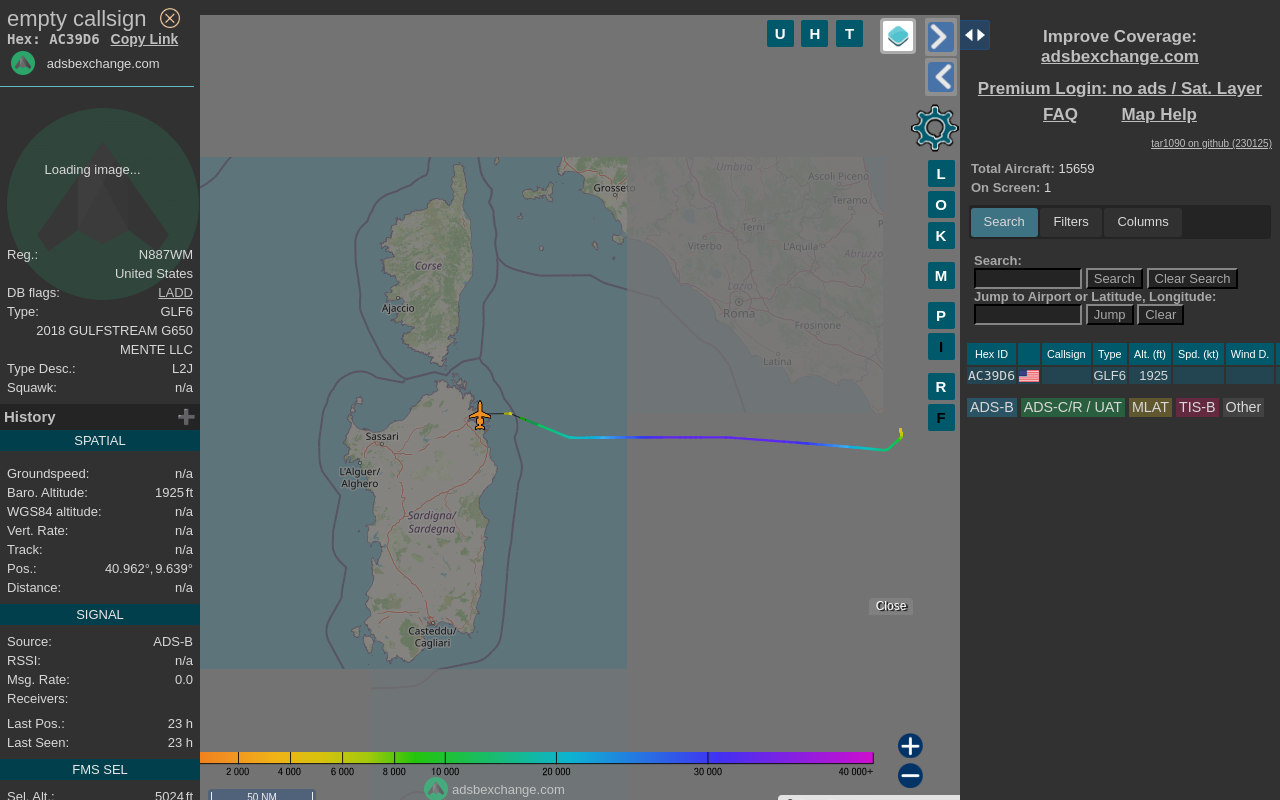 empty callsign
Hex: AC39D6 Copy Link
adsbexchange.com
Loading image...
Reg.: N887WM
United States
DB flags: LADD
Type: GLF6
2018 GULFSTREAM G650
MENTE LLC
Type Desc.: L2J
Squawk: n/a
History
SPATIAL
Groundspeed: n/a
Baro. Altitude: 1925 ft
WGS84 altitude: n/a
Vert. Rate: n/a
Track: n/a
Pos.: 40.962°, 9.639°
Distance: n/a
SIGNAL
Source: ADS-B
RSSI: n/a
Msg. Rate: 0.0
Receivers:
Last Pos.: 23 h
Last Seen: 23 h
FMS SEL
Sel. Alt.: 5024 ft
U H T
L
O
K
M
P
I
R
F
Grosseto
Umbria
Ascoli Piceno
Teramo
Terni
Viterbo
L'Aquila
Abruzzo
Lazio
Roma
Frosinone
Latina
Corse
Ajaccio
Sassari
L'Alguer/
Alghero
Sardigna/
Sardegna
Casteddu/
Cagliari
Close
2 000 4 000 6 000 8 000 10 000 20 000 30 000 40 000+
adsbexchange.com
50 NM
Improve Coverage:
adsbexchange.com
Premium Login: no ads / Sat. Layer
FAQ Map Help
tar1090 on github (230125)
Total Aircraft: 15659
On Screen: 1
Search Filters Columns
Search:
Search Clear Search
Jump to Airport or Latitude, Longitude:
Jump Clear
Hex ID Callsign Type Alt. (ft) Spd. (kt) Wind D.
AC39D6 GLF6 1925
ADS-B ADS-C/R / UAT MLAT TIS-B Other